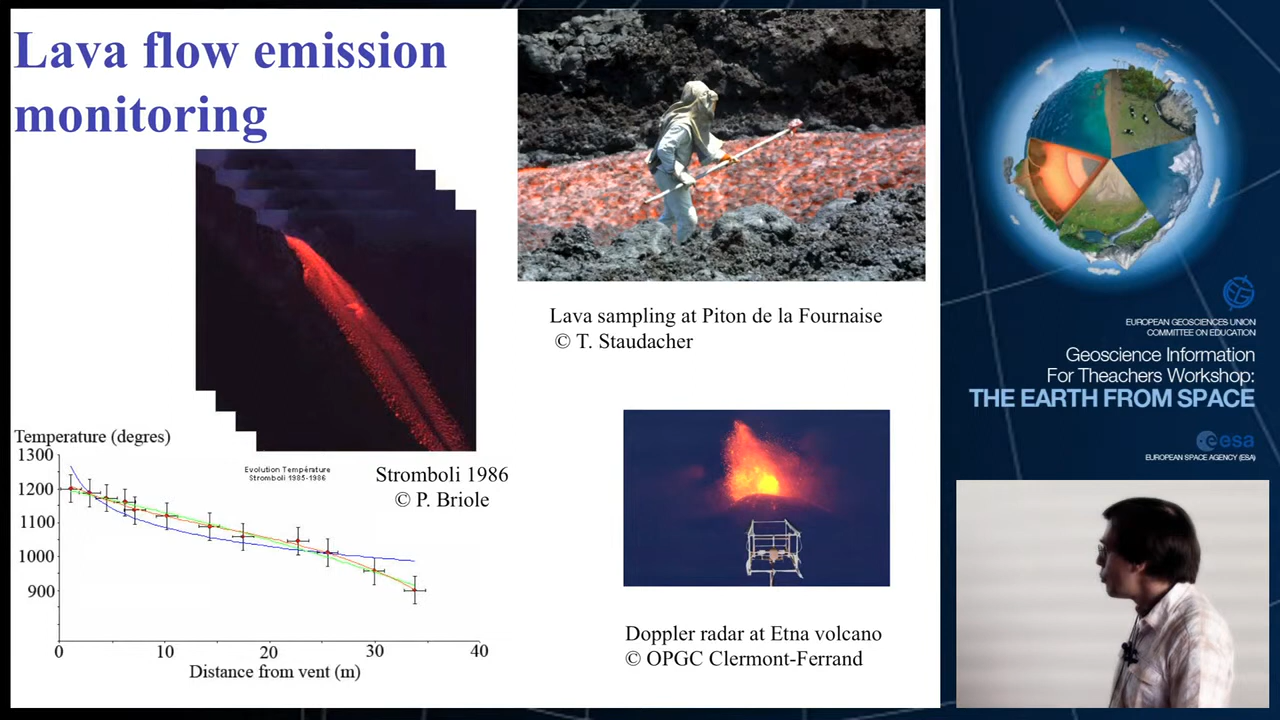 Lava flow emission
monitoring
Lava sampling at Piton de la Fournaise
© T. Staudacher
Temperature (degres)
1300
1200
1100
1000
900
0
10
20
30
40
Distance from vent (m)
Evolution Température
Stromboli 1985-1986
Stromboli 1986
© P. Briole
Doppler radar at Etna volcano
© OPGC Clermont-Ferrand
EUROPEAN GEOSCIENCES UNION
COMMITTEE ON EDUCATION
Geoscience Information
For Theachers Workshop:
THE EARTH FROM SPACE
esa
EUROPEAN SPACE AGENCY (ESA)